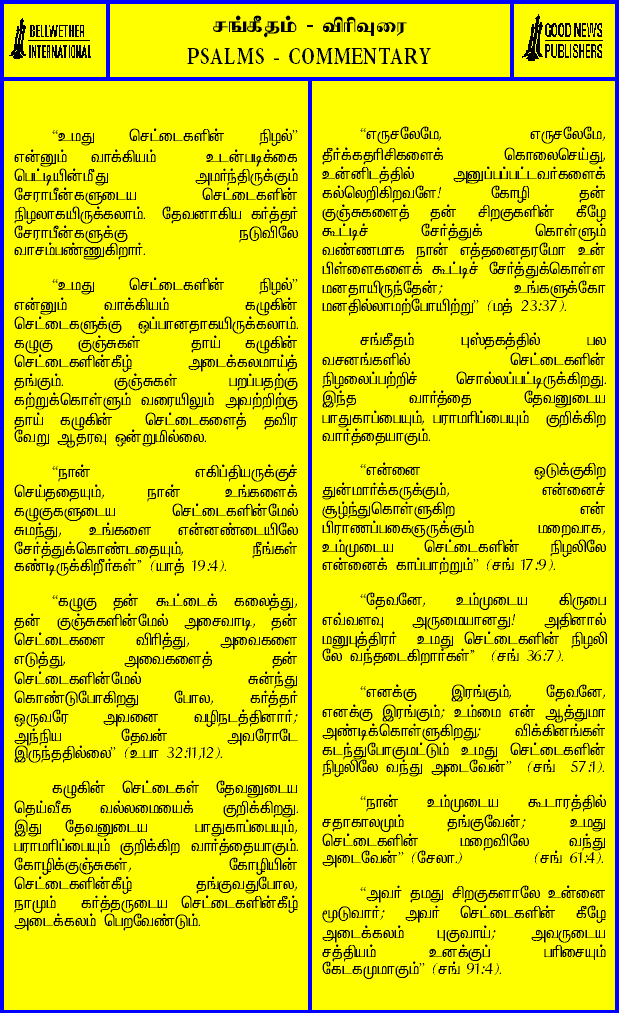 BELLWETHER
INTERNATIONAL
சங்கீதம் - விரிவுரை
PSALMS - COMMENTARY
GOOD NEWS
PUBLISHERS
“உமது செட்டைகளின் நிழல்”
என்னும் வாக்கியம் உடன்படிக்கை
பெட்டியின்மீது அமர்ந்திருக்கும்
சேராபீன்களுடைய செட்டைகளின்
நிழலாகயிருக்கலாம். தேவனாகிய கர்த்தர்
சேராபீன்களுக்கு நடுவிலே
வாசம்பண்ணுகிறார்.
“உமது செட்டைகளின் நிழல்”
என்னும் வாக்கியம் கழுகின்
செட்டைகளுக்கு ஒப்பானதாகயிருக்கலாம்.
கழுகு குஞ்சுகள் தாய் கழுகின்
செட்டைகளின்கீழ் அடைக்கலமாய்த்
தங்கும். குஞ்சுகள் பறப்பதற்கு
கற்றுக்கொள்ளும் வரையிலும் அவற்றிற்கு
தாய் கழுகின் செட்டைகளைத் தவிர
வேறு ஆதரவு ஒன்றுமில்லை.
“நான் எகிப்தியருக்குச்
செய்ததையும், நான் உங்களைக்
கழுகுகளுடைய செட்டைகளின்மேல்
சுமந்து, உங்களை என்னண்டையிலே
சேர்த்துக்கொண்டதையும், நீங்கள்
கண்டிருக்கிறீர்கள்” (யாத் 19:4).
“கழுகு தன் கூட்டைக் கலைத்து,
தன் குஞ்சுகளின்மேல் அசைவாடி, தன்
செட்டைகளை விரித்து, அவைகளை
எடுத்து, அவைகளைத் தன்
செட்டைகளின்மேல் சுன்ந்து
கொண்டுபோகிறது போல, கர்த்தர்
ஒருவரே அவனை வழிநடத்தினார்;
அந்நிய தேவன் அவரோடே
இருந்ததில்லை” (உபா 32:11,12).
கழுகின் செட்டைகள் தேவனுடைய
தெய்வீக வல்லமையைக் குறிக்கிறது.
இது தேவனுடைய பாதுகாப்பையும்,
பராமரிப்பையும் குறிக்கிற வார்த்தையாகும்.
கோழிக்குஞ்சுகள், கோழியின்
செட்டைகளின்கீழ் தங்குவதுபோல,
நாமும் கர்த்தருடைய செட்டைகளின்கீழ்
அடைக்கலம் பெறவேண்டும்.
“எருசலேமே, எருசலேமே,
தீர்க்கதரிசிகளைக் கொலைசெய்து,
உன்னிடத்தில் அனுப்பப்பட்டவர்களைக்
கல்லெறிகிறவளே! கோழி தன்
குஞ்சுகளைத் தன் சிறகுகளின் கீழே
கூட்டிச் சேர்த்துக் கொள்ளும்
வண்ணமாக நான் எத்தனைதரமோ உன்
பிள்ளைகளைக் கூட்டிச் சேர்த்துக்கொள்ள
மனதாயிருந்தேன்; உங்களுக்கோ
மனதில்லாமற்போயிற்று” (மத் 23:37).
சங்கீதம் புஸ்தகத்தில் பல
வசனங்களில் செட்டைகளின்
நிழலைப்பற்றிச் சொல்லப்பட்டிருக்கிறது.
இந்த வார்த்தை தேவனுடைய
பாதுகாப்பையும், பராமரிப்பையும் குறிக்கிற
வார்த்தையாகும்.
“என்னை ஒடுக்குகிற
துன்மார்க்கருக்கும், என்னைச்
சூழ்ந்துகொள்ளுகிற என்
பிராணப்பகைஞருக்கும் மறைவாக,
உம்முடைய செட்டைகளின் நிழலிலே
என்னைக் காப்பாற்றும்” (சங் 17:9).
“தேவனே, உம்முடைய கிருபை
எவ்வளவு அருமையானது! அதினால்
மனுபுத்திரர் உமது செட்டைகளின் நிழலி
லே வந்தடைகிறார்கள்” (சங் 36:7).
“எனக்கு இரங்கும், தேவனே,
எனக்கு இரங்கும்; உம்மை என் ஆத்துமா
அண்டிக்கொள்ளுகிறது; விக்கினங்கள்
கடந்துபோகுமட்டும் உமது செட்டைகளின்
நிழலிலே வந்து அடைவேன்” (சங் 57:1).
“நான் உம்முடைய கூடாரத்தில்
சதாகாலமும் தங்குவேன்; உமது
செட்டைகளின் மறைவிலே வந்து
அடைவேன்” (சேலா.) (சங் 61:4).
“அவர் தமது சிறகுகளாலே உன்னை
மூடுவார்; அவர் செட்டைகளின் கீழே
அடைக்கலம் புகுவாய்; அவருடைய
சத்தியம் உனக்குப் பரிசையும்
கேடகமுமாகும்” (சங் 91:4).